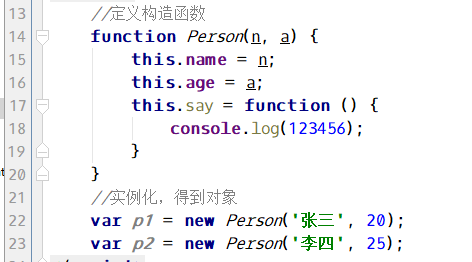 13 //定义构造函数
14 function Person(n, a) {
15 this.name = n;
16 this.age = a;
17 this.say = function () {
18 console.log(123456);
19 }
20 }
21 //实例化，得到对象
22 var p1 = new Person('张三', 20);
23 var p2 = new Person('李四', 25);